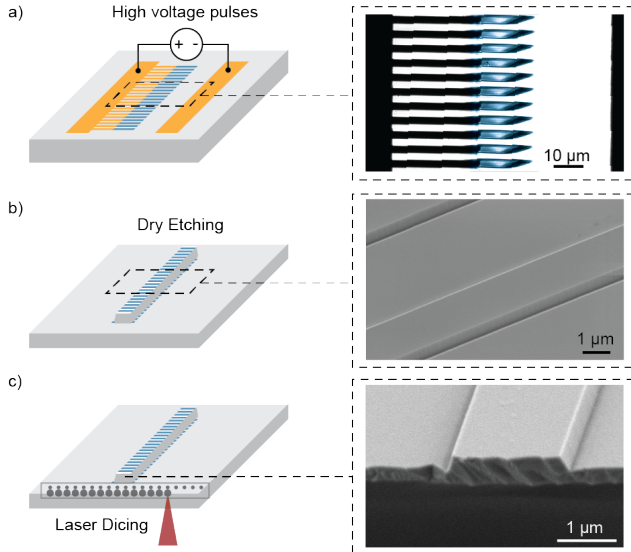 a)
High voltage pulses
+ -
10 μm
b)
Dry Etching
1 μm
c)
Laser Dicing
1 μm